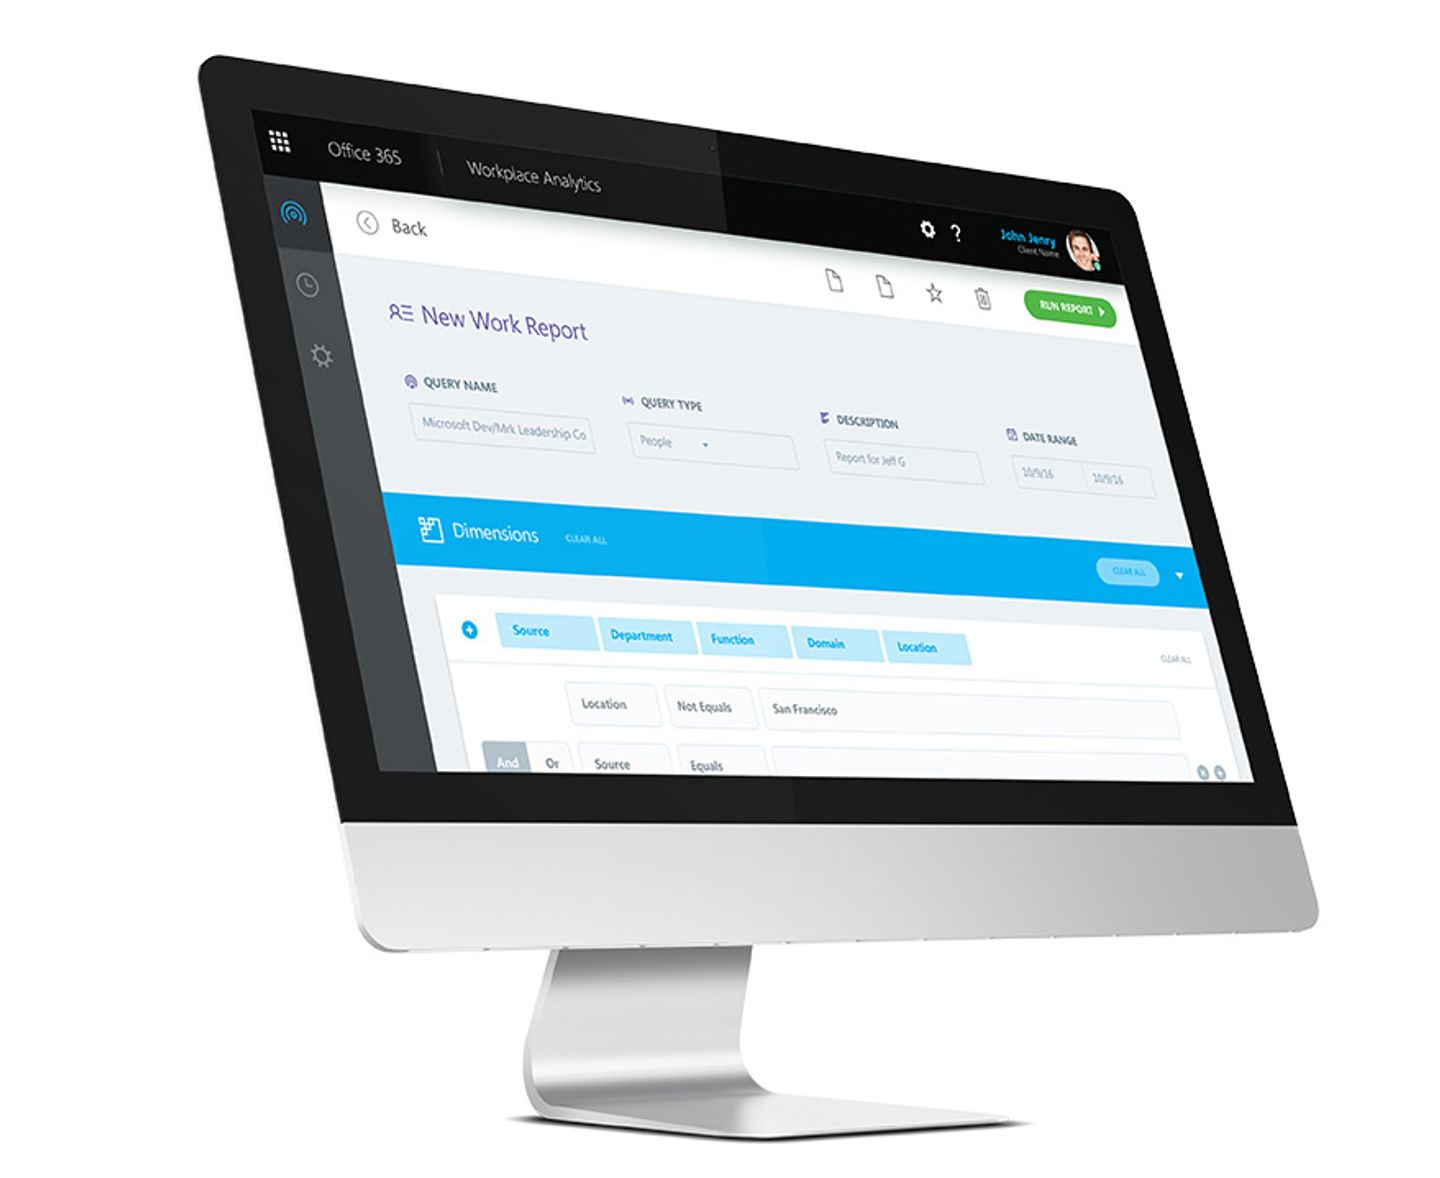 Office 365 Workplace Analytics
John Jenry
Client Name
Back
RUN REPORT
New Work Report
QUERY NAME QUERY TYPE DESCRIPTION DATE RANGE
Microsoft Dev/Mrk Leadership Co People Report for Jeff G 10/9/16 10/9/16
Dimensions CLEAR ALL CLEAR ALL
Source Department Function Domain Location CLEAR ALL
Location Not Equals San Francisco
And Or Source Equals